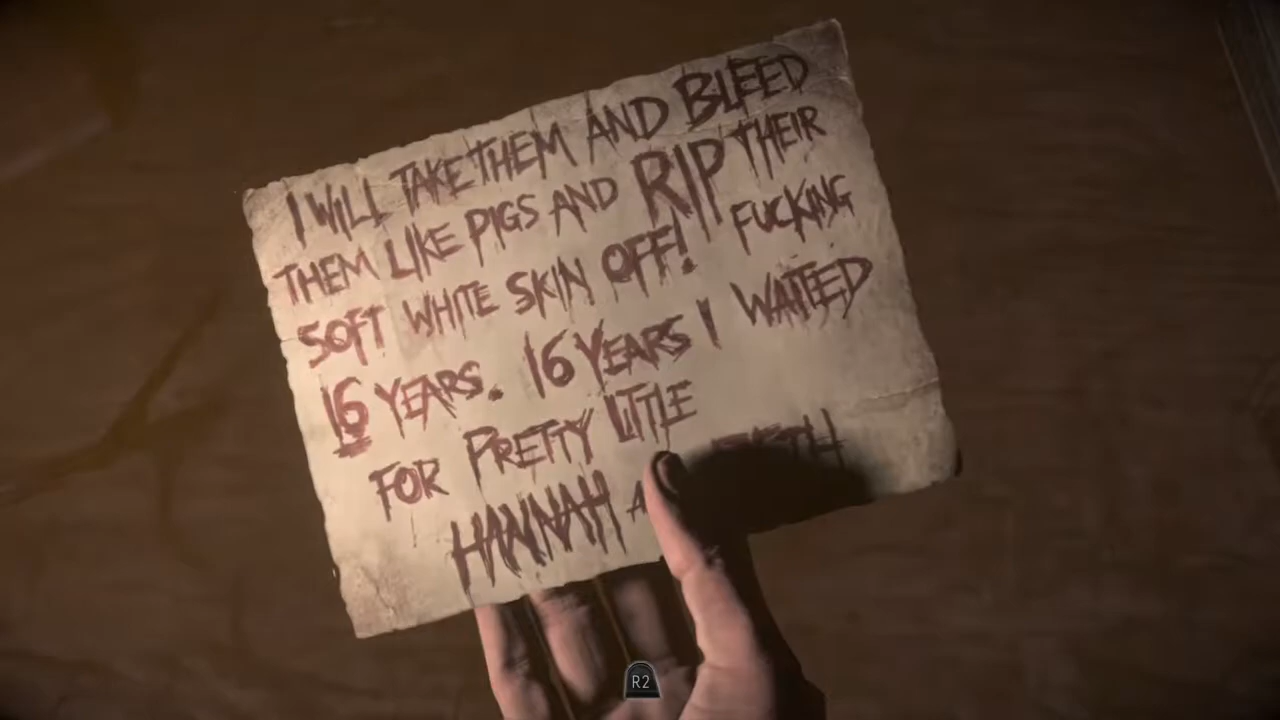 I WILL TAKE THEM AND BLEED
THEM LIKE PIGS AND RIP THEIR
SOFT WHITE SKIN OFF! FUCKING
16 YEARS. 16 YEARS I WAITED
FOR PRETTY LITTLE
HANNAH
R2